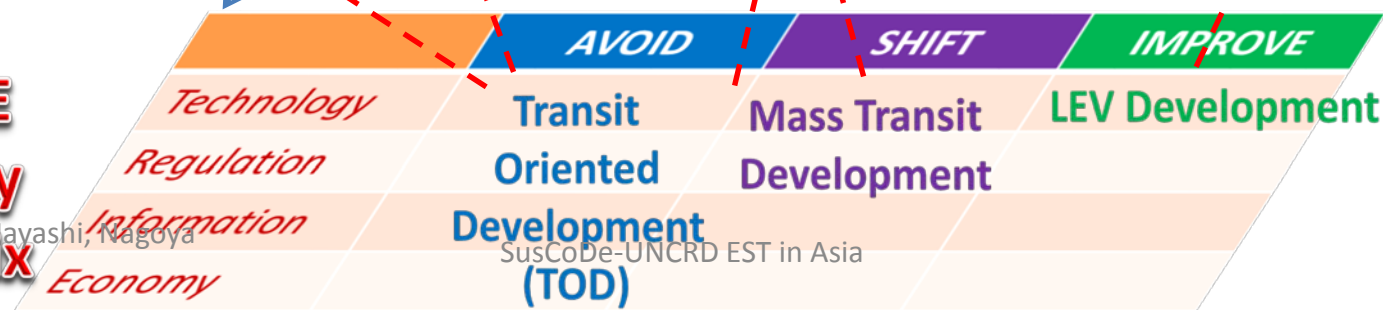 AVOID SHIFT IMPROVE
Technology Transit Mass Transit LEV Development
Regulation Oriented Development
Information Development
Nagoya
SusCoDe-UNCRD EST in Asia
Economy (TOD)